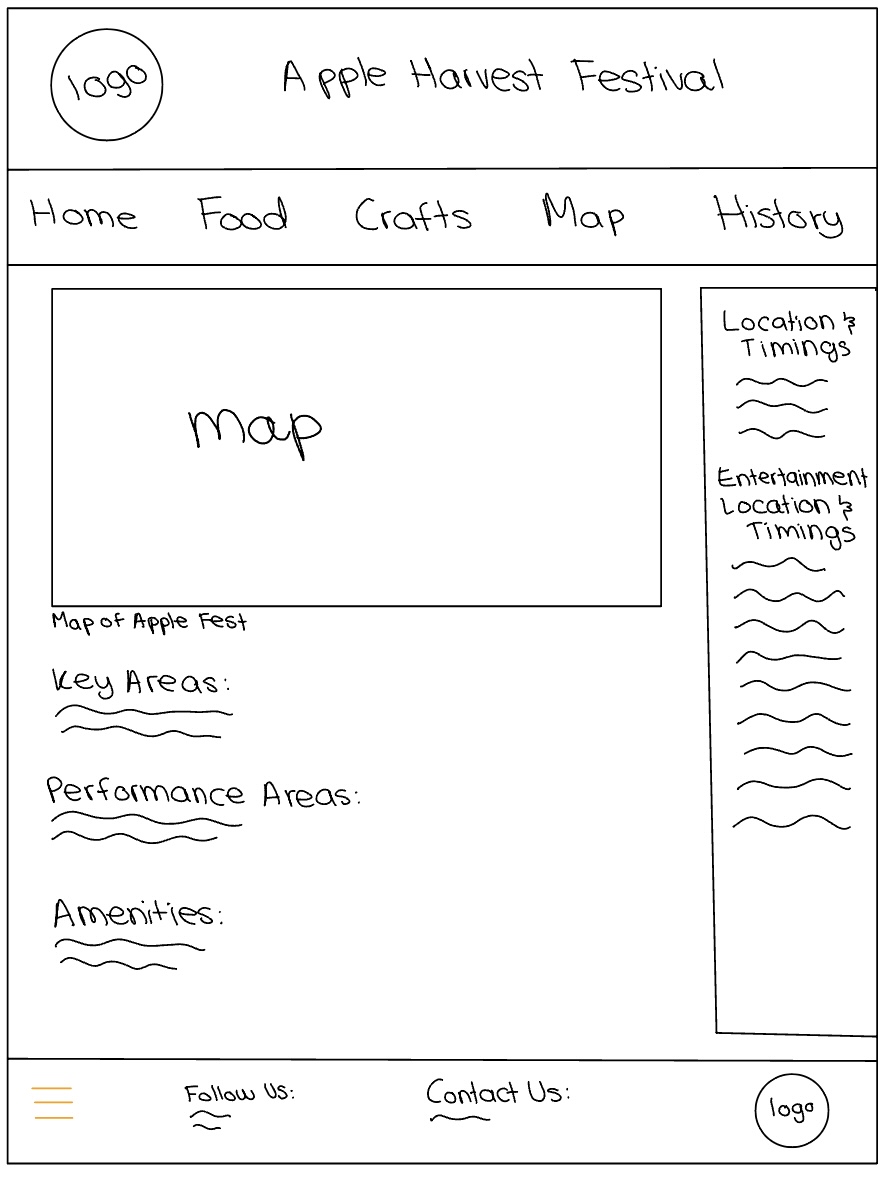 logo
Apple Harvest Festival
Home Food Crafts Map History
Map
Map of Apple Fest
Key Areas:
Performance Areas:
Amenities:
Location &
Timings
Entertainment
Location &
Timings
Follow Us:
Contact Us:
logo